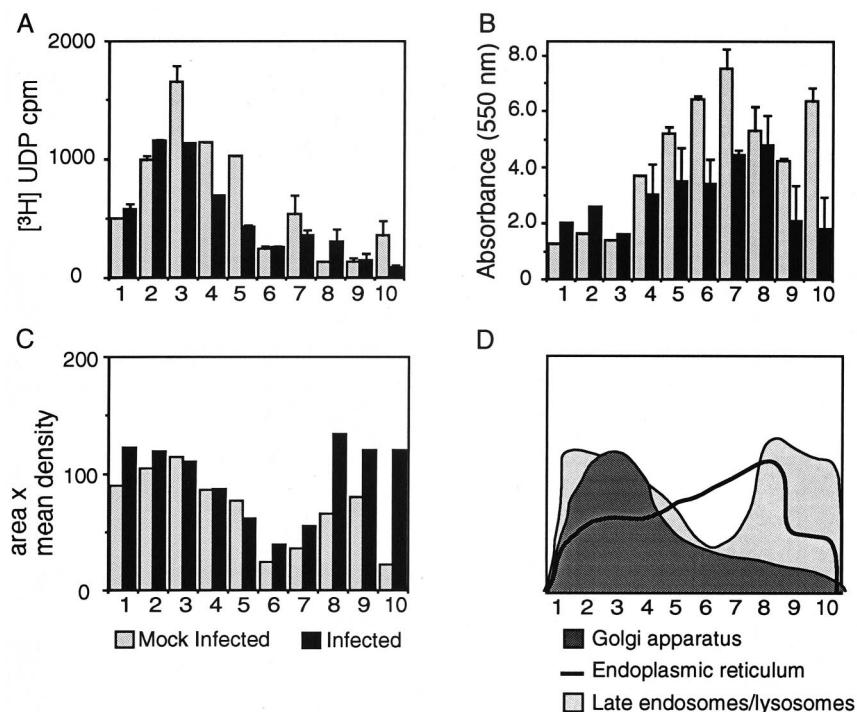 A
2000
1000
0
[³H] UDP cpm
1 2 3 4 5 6 7 8 9 10
B
8.0
6.0
4.0
2.0
0
Absorbance (550 nm)
1 2 3 4 5 6 7 8 9 10
C
200
100
0
area x
mean density
1 2 3 4 5 6 7 8 9 10
Mock Infected Infected
D
1 2 3 4 5 6 7 8 9 10
Golgi apparatus
Endoplasmic reticulum
Late endosomes/lysosomes